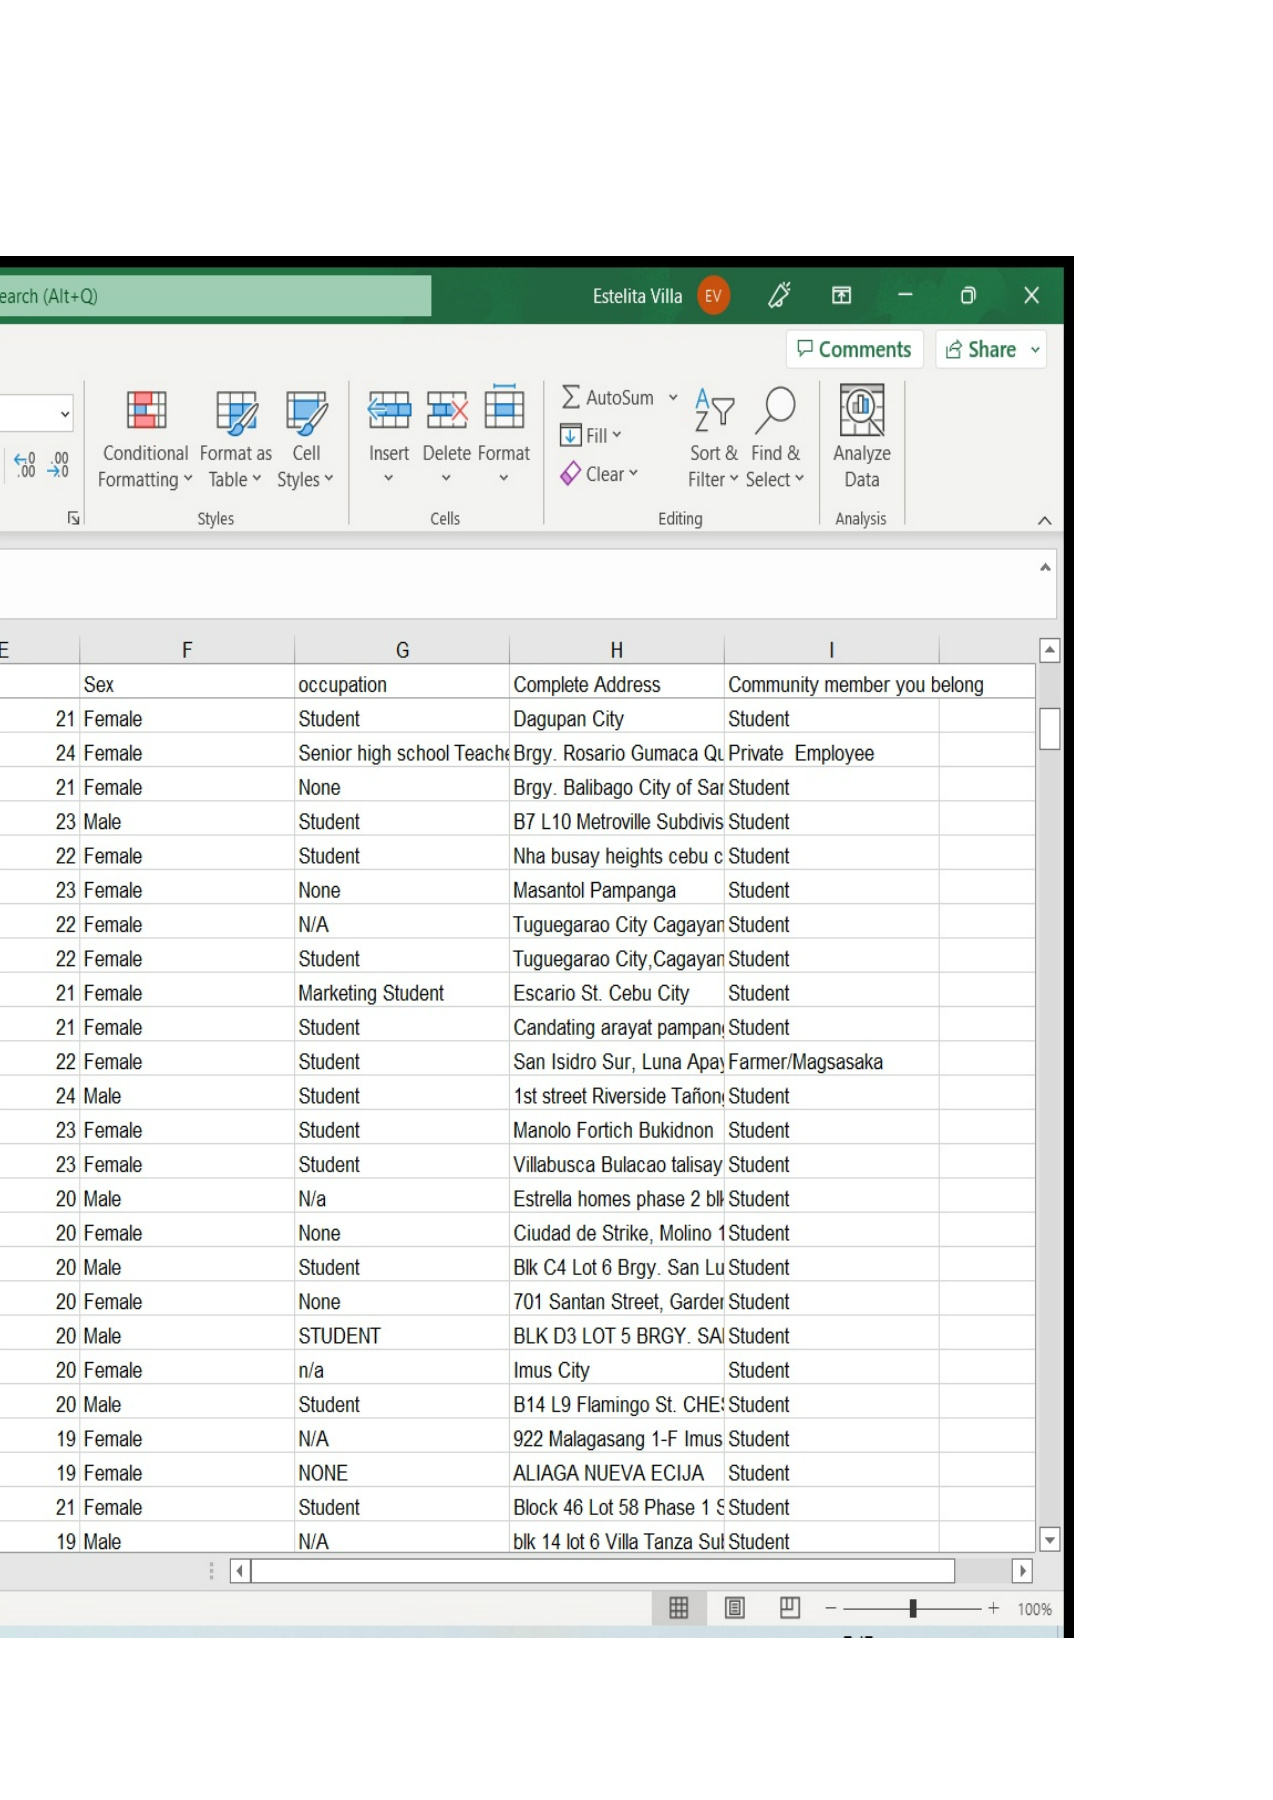 earch (Alt+Q) Estelita Villa EV
Comments Share
Conditional Formatting Format as Table Cell Styles Insert Delete Format AutoSum Fill Clear Sort & Filter Find & Select Analyze Data
Styles Cells Editing Analysis
E F G H I
Sex occupation Complete Address Community member you belong
21 Female Student Dagupan City Student
24 Female Senior high school Teache Brgy. Rosario Gumaca Qu Private Employee
21 Female None Brgy. Balibago City of Sar Student
23 Male Student B7 L10 Metroville Subdivis Student
22 Female Student Nha busay heights cebu c Student
23 Female None Masantol Pampanga Student
22 Female N/A Tuguegarao City Cagayan Student
22 Female Student Tuguegarao City,Cagayan Student
21 Female Marketing Student Escario St. Cebu City Student
21 Female Student Candating arayat pampang Student
22 Female Student San Isidro Sur, Luna Apay Farmer/Magsasaka
24 Male Student 1st street Riverside Tañong Student
23 Female Student Manolo Fortich Bukidnon Student
23 Female Student Villabusca Bulacao talisay Student
20 Male N/a Estrella homes phase 2 blk Student
20 Female None Ciudad de Strike, Molino 1 Student
20 Male Student Blk C4 Lot 6 Brgy. San Lu Student
20 Female None 701 Santan Street, Garden Student
20 Male STUDENT BLK D3 LOT 5 BRGY. SA Student
20 Female n/a Imus City Student
20 Male Student B14 L9 Flamingo St. CHES Student
19 Female N/A 922 Malagasang 1-F Imus Student
19 Female NONE ALIAGA NUEVA ECIJA Student
21 Female Student Block 46 Lot 58 Phase 1 S Student
19 Male N/A blk 14 lot 6 Villa Tanza Sub Student
100%